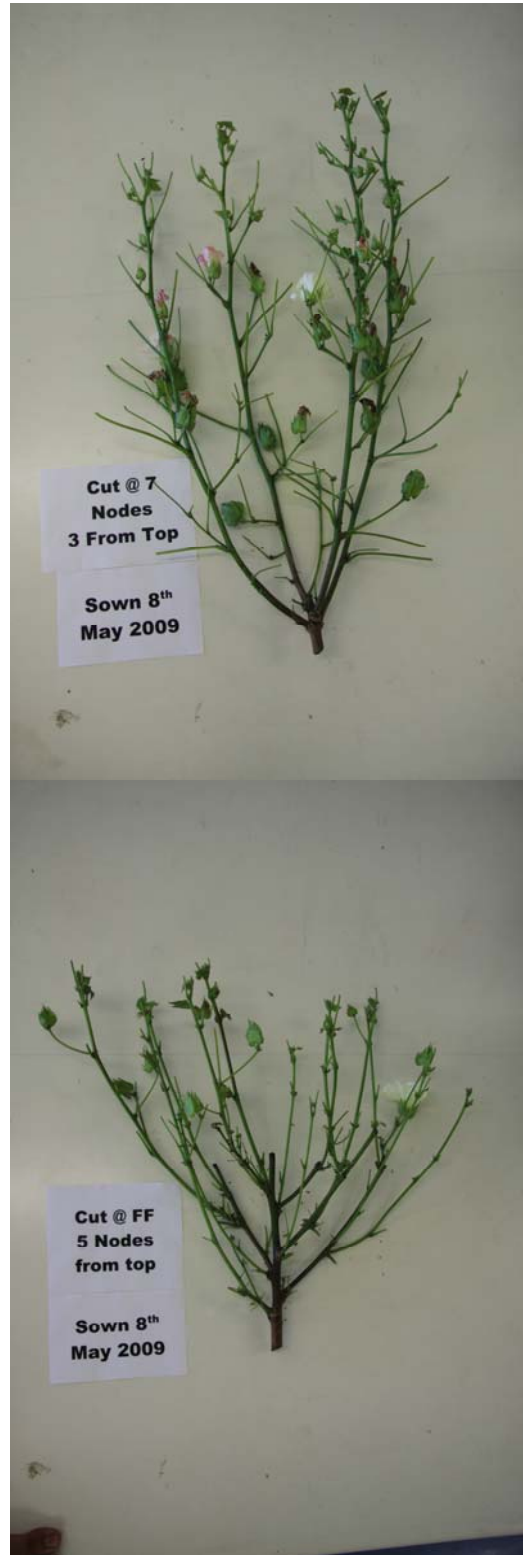 Cut @ 7
Nodes
3 From Top
Sown 8th
May 2009
Cut @ FF
5 Nodes
from top
Sown 8th
May 2009